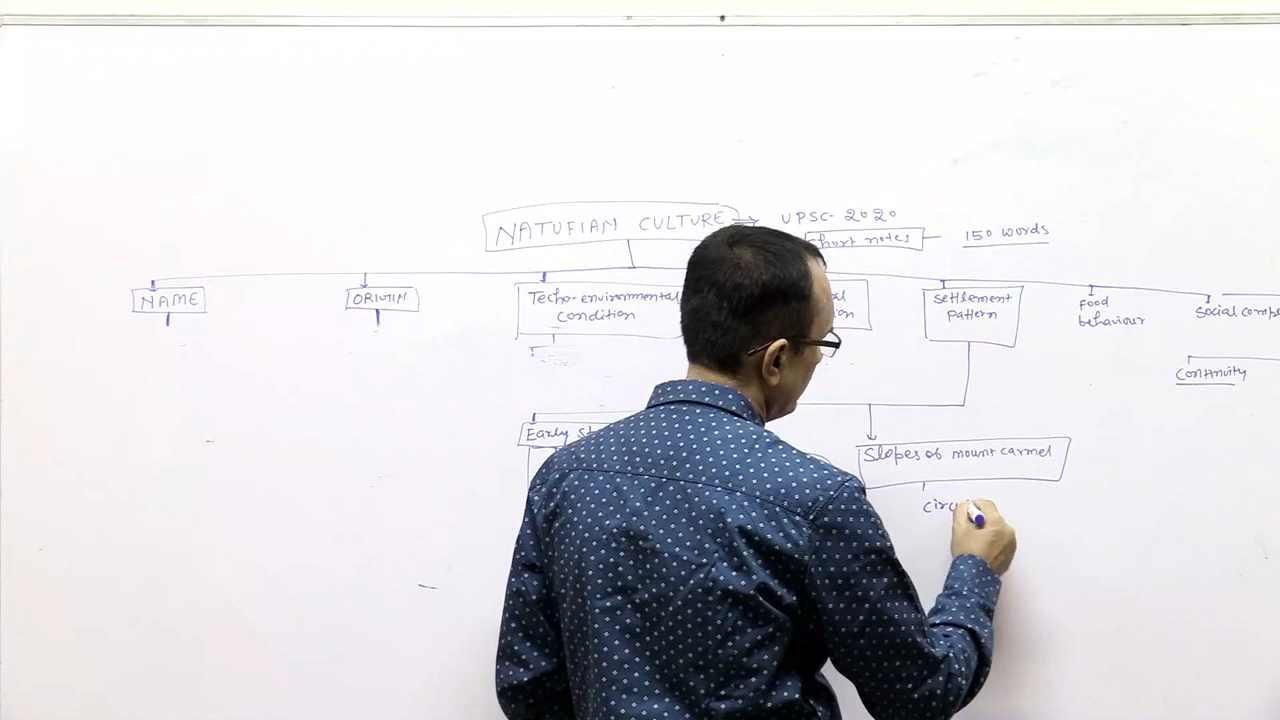 NATUFIAN CULTURE ⇒ UPSC- 2020
short notes 150 words
NAME
ORIGIN
Techo-environmental
condition
settlement
pattern
Food
behaviour
social
continuity
Early
Slopes of mount carmel